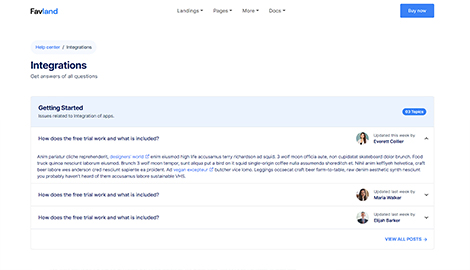 Favland
Landings Pages More Docs
Buy now
Help center / Integrations
Integrations
Get answers of all questions
Getting Started
Issues related to integration of apps.
03 Topics
How does the free trial work and what is included?
Updated this week by
Everett Collier
Anim pariatur cliche reprehenderit, designers' world enim eiusmod high life accusamus terry richardson ad squid. 3 wolf moon officia aute, non cupidatat skateboard dolor brunch. Food
truck quinoa nesciunt laborum eiusmod. Brunch 3 wolf moon tempor, sunt aliqua put a bird on it squid single-origin coffee nulla assumenda shoreditch et. Nihil anim keffiyeh helvetica, craft
beer labore wes anderson cred nesciunt sapiente ea proident. Ad vegan excepteur butcher vice lomo. Leggings occaecat craft beer farm-to-table, raw denim aesthetic synth nesciunt
you probably haven't heard of them accusamus labore sustainable VHS.
How does the free trial work and what is included?
Updated last week by
Maria Walker
How does the free trial work and what is included?
Updated last week by
Elijah Barker
VIEW ALL POSTS